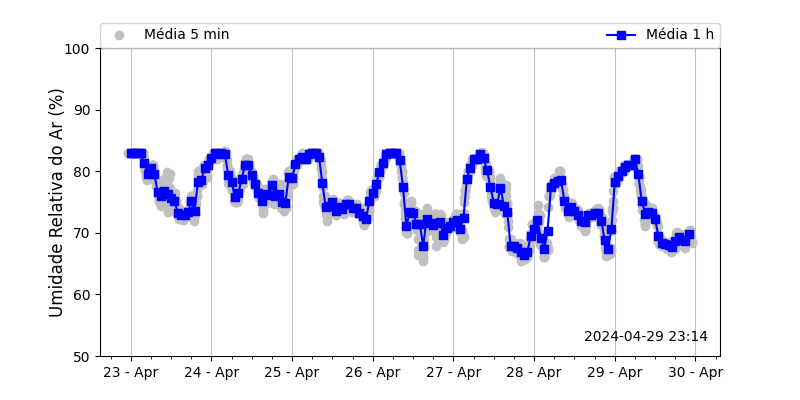 Média 5 min
Média 1 h
Umidade Relativa do Ar (%)
100
90
80
70
60
50
2024-04-29 23:14
23 - Apr
24 - Apr
25 - Apr
26 - Apr
27 - Apr
28 - Apr
29 - Apr
30 - Apr